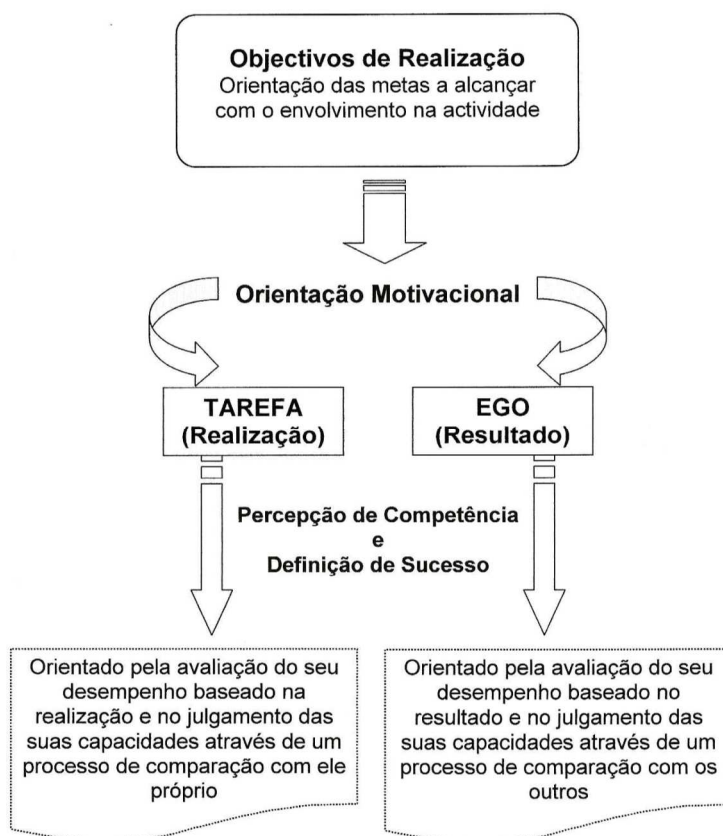 Objectivos de Realização
Orientação das metas a alcançar
com o envolvimento na actividade
Orientação Motivacional
TAREFA
(Realização)
EGO
(Resultado)
Percepção de Competência
e
Definição de Sucesso
Orientado pela avaliação do seu
desempenho baseado na
realização e no julgamento das
suas capacidades através de um
processo de comparação com ele
próprio
Orientado pela avaliação do seu
desempenho baseado no
resultado e no julgamento das
suas capacidades através de um
processo de comparação com os
outros